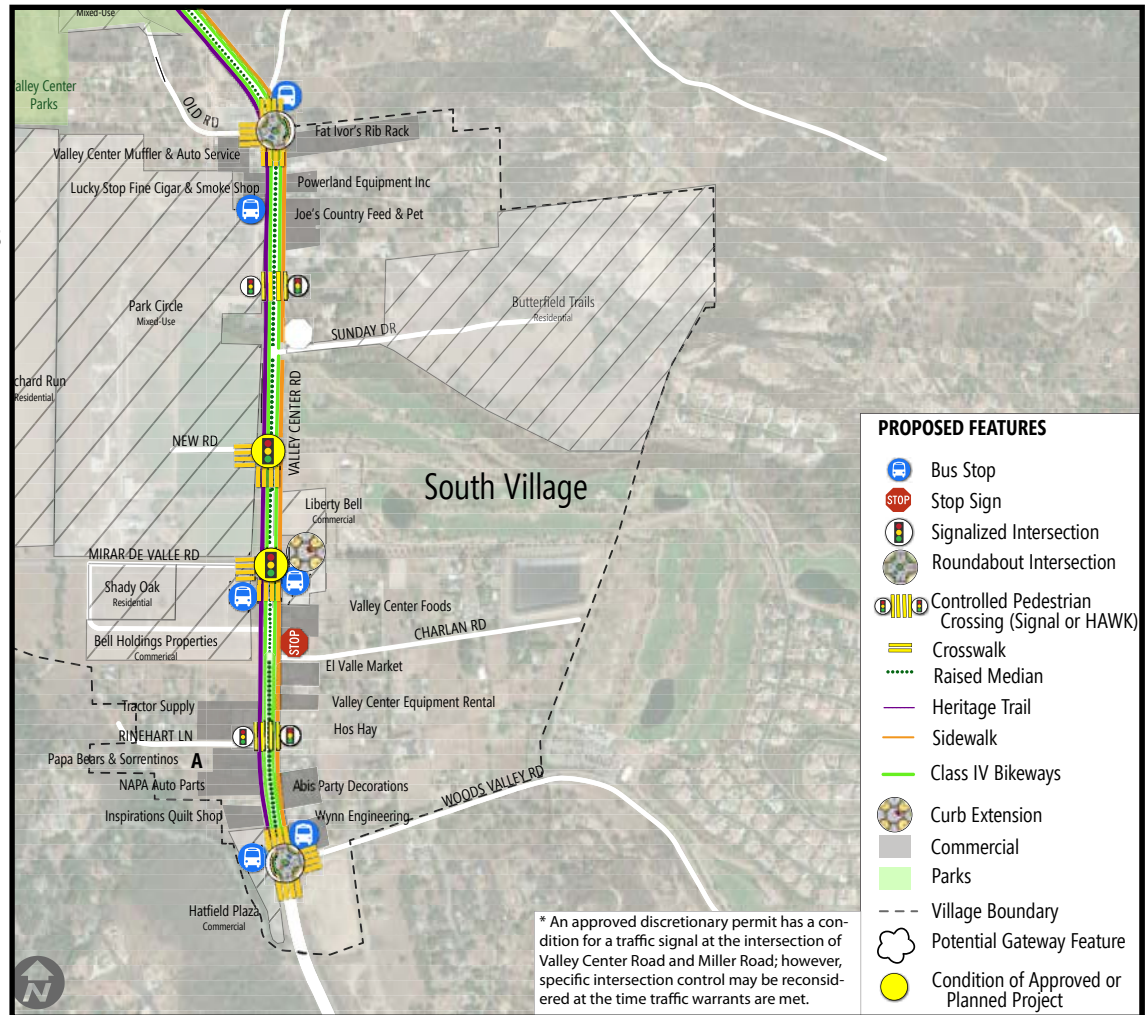 Mixed-Use
alley Center
Parks
OLD RD
Fat Ivor's Rib Rack
Valley Center Muffler & Auto Service
Lucky Stop Fine Cigar & Smoke Shop
Powerland Equipment Inc
Joe's Country Feed & Pet
Park Circle
Mixed-Use
Butterfield Trails
Residential
SUNDAY DR
chard Run
Residential
VALLEY CENTER RD
NEW RD
South Village
Liberty Bell
Commercial
MIRAR DE VALLE RD
Shady Oak
Residential
Valley Center Foods
CHARLAN RD
Bell Holdings Properties
Commerical
STOP
El Valle Market
Tractor Supply
Valley Center Equipment Rental
RINEHART LN
Hos Hay
Papa Bears & Sorrentinos
A
NAPA Auto Parts
Abis Party Decorations
WOODS VALLEY RD
Inspirations Quilt Shop
Wynn Engineering
Hatfield Plaza
Commercial
N
* An approved discretionary permit has a con-
dition for a traffic signal at the intersection of
Valley Center Road and Miller Road; however,
specific intersection control may be reconsid-
ered at the time traffic warrants are met.
PROPOSED FEATURES
Bus Stop
STOP
Stop Sign
Signalized Intersection
Roundabout Intersection
Controlled Pedestrian
Crossing (Signal or HAWK)
Crosswalk
Raised Median
Heritage Trail
Sidewalk
Class IV Bikeways
Curb Extension
Commercial
Parks
Village Boundary
Potential Gateway Feature
Condition of Approved or
Planned Project